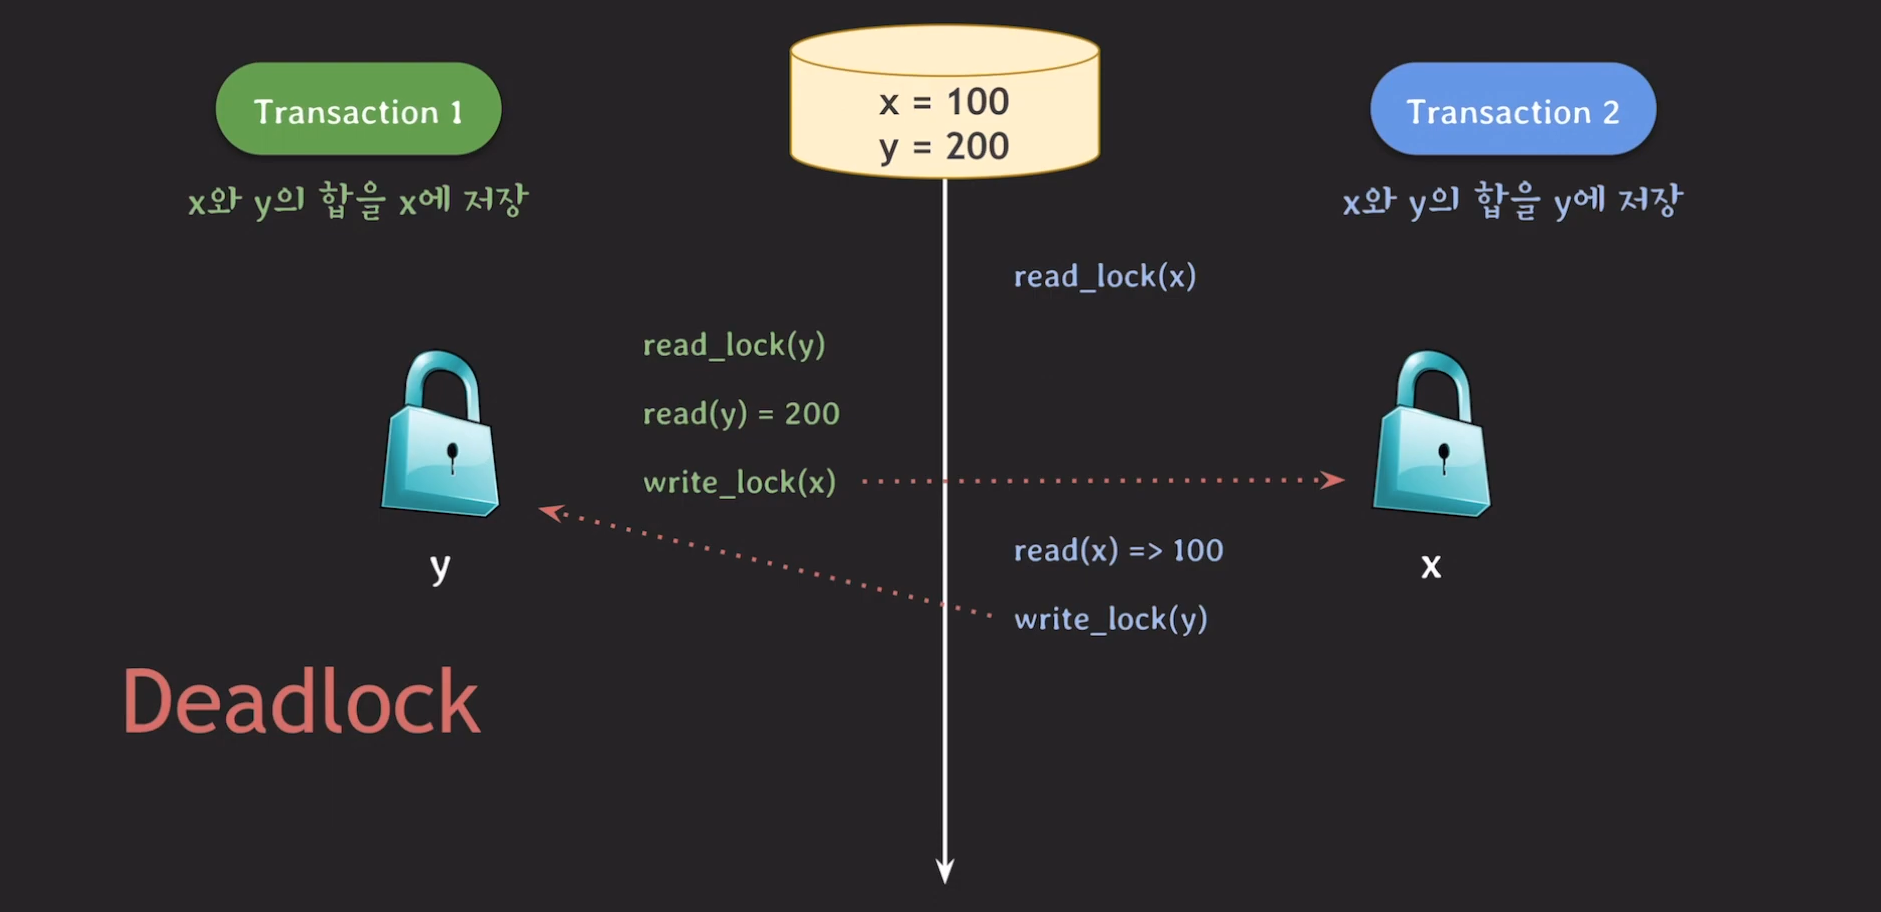 Transaction 1
x와 y의 합을 x에 저장
x = 100
y = 200
Transaction 2
x와 y의 합을 y에 저장
read_lock(x)
read_lock(y)
read(y) = 200
write_lock(x)
read(x) => 100
write_lock(y)
y
x
Deadlock